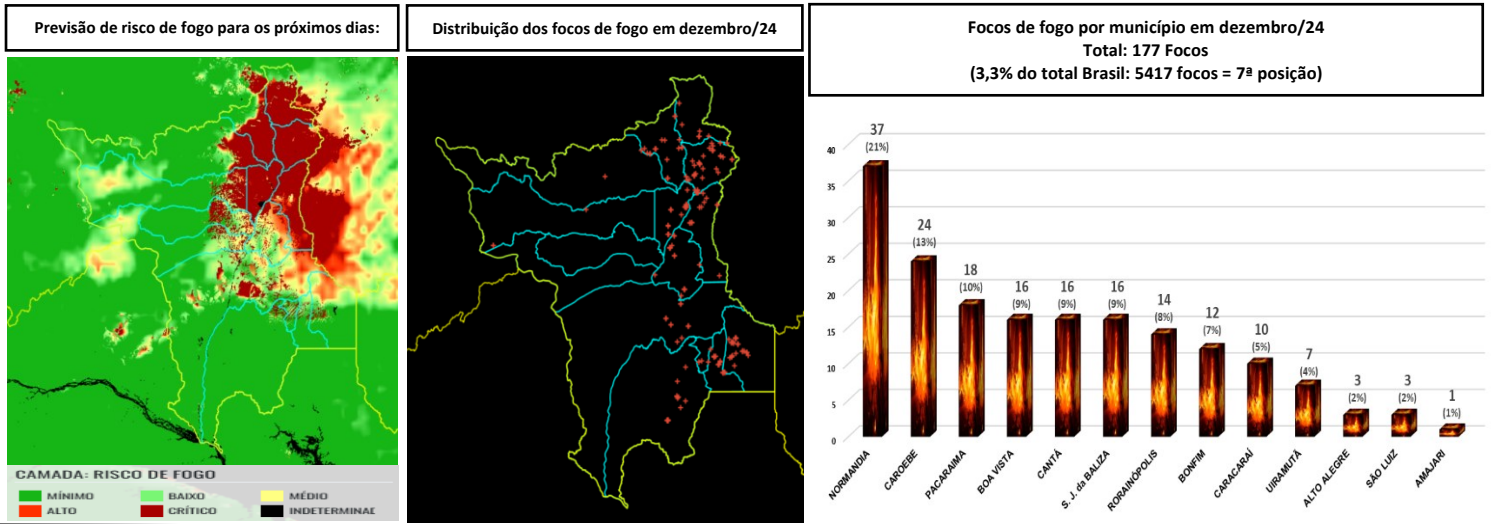 Previsão de risco de fogo para os próximos dias:
CAMADA: RISCO DE FOGO
MÍNIMO
BAIXO
MÉDIO
ALTO
CRÍTICO
INDETERMINAD
Distribuição dos focos de fogo em dezembro/24
Focos de fogo por município em dezembro/24
Total: 177 Focos
(3,3% do total Brasil: 5417 focos = 7ª posição)
40
35
30
25
20
15
10
5
0
37
(21%)
24
(13%)
18
(10%)
16
(9%)
16
(9%)
16
(9%)
14
(8%)
12
(7%)
10
(5%)
7
(4%)
3
(2%)
3
(2%)
1
(1%)
NORMANDIA
CAROEBE
PACARAIMA
BOA VISTA
CANTÁ
S. J. da BALIZA
RORAINÓPOLIS
BONFIM
CARACARAÍ
UIRAMUTÃ
ALTO ALEGRE
SÃO LUIZ
AMAJARI